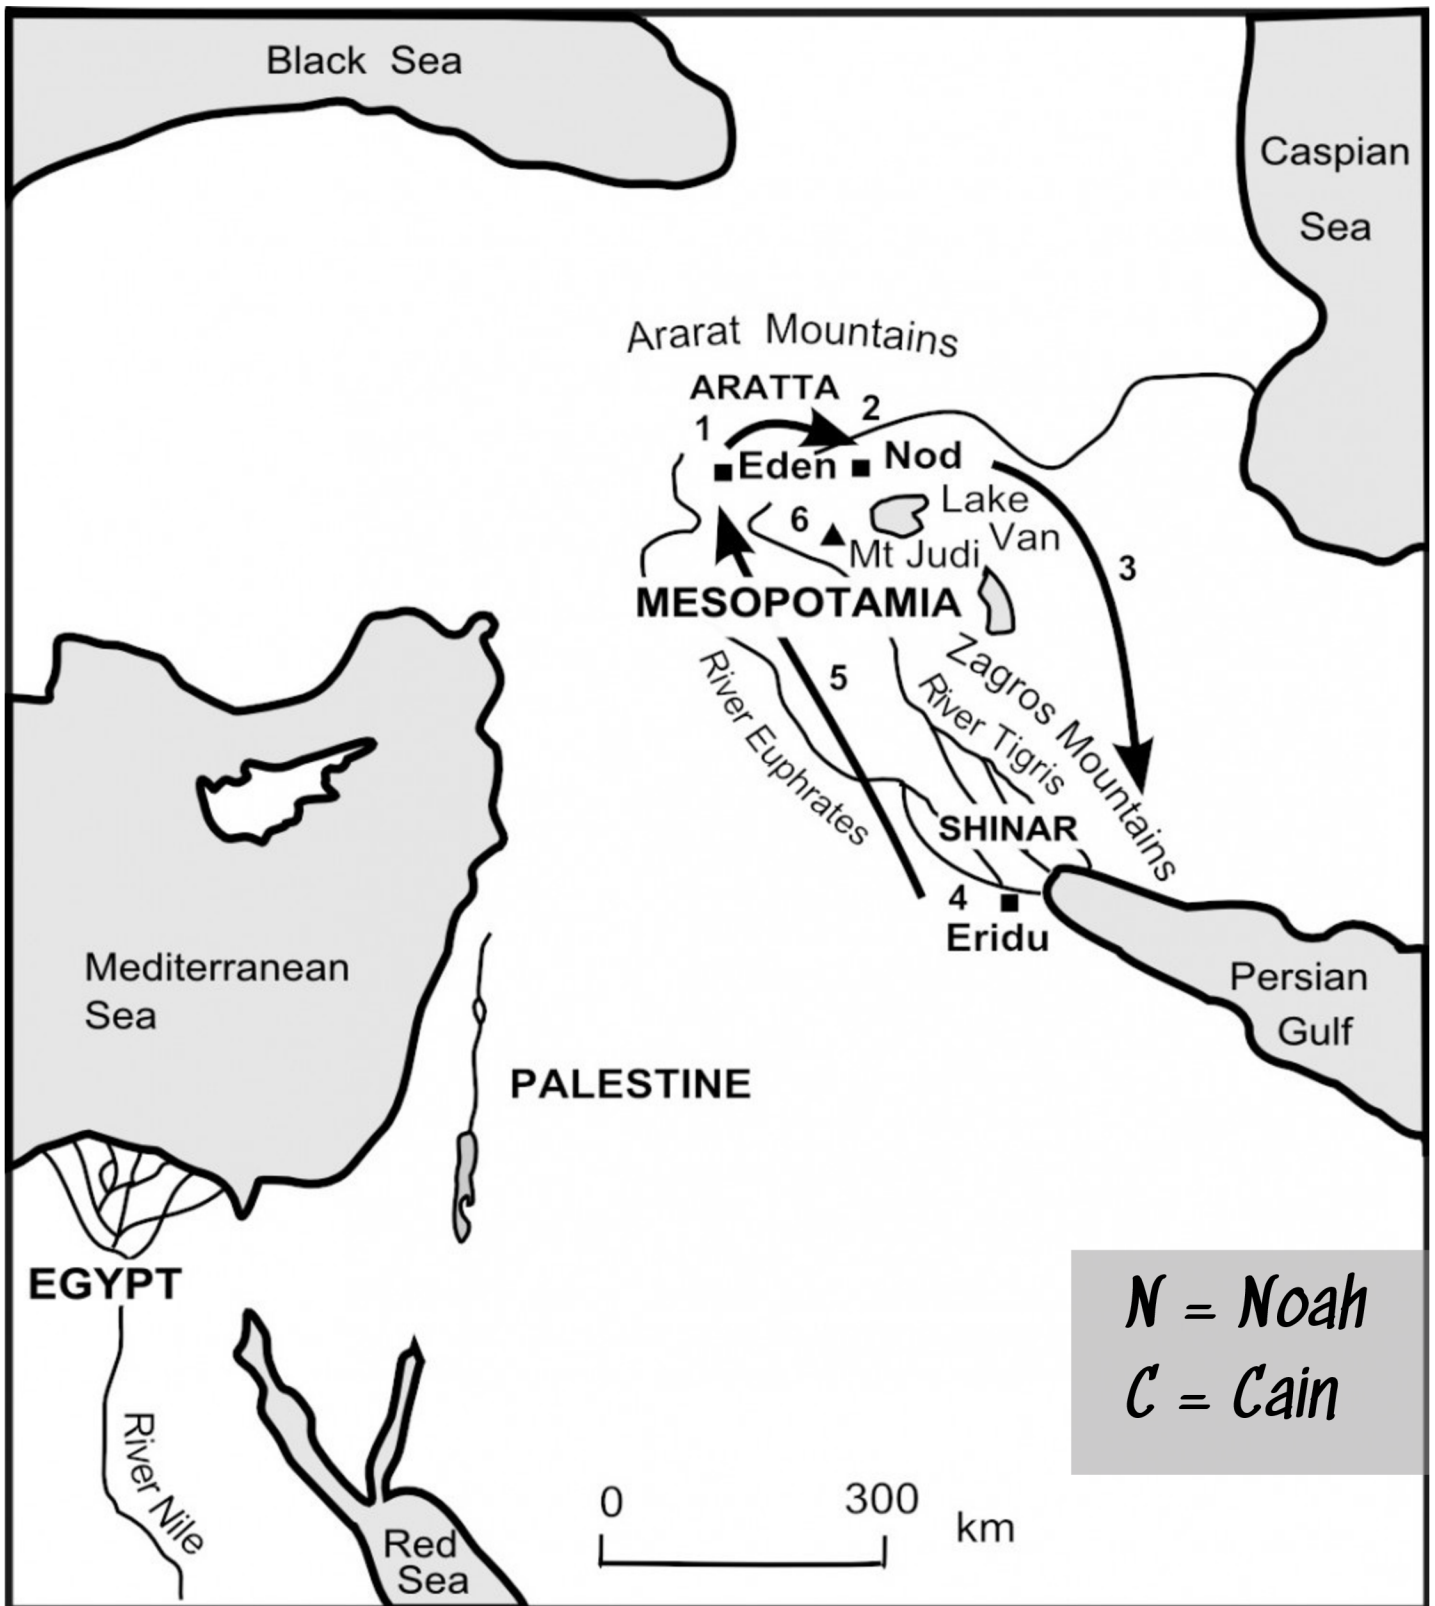 Black Sea
Caspian
Sea
Ararat Mountains
ARATTA
1
2
Eden
Nod
Lake
Van
6
Mt Judi
3
MESOPOTAMIA
Zagros Mountains
River Euphrates
5
River Tigris
SHINAR
4
Eridu
Mediterranean
Sea
Persian
Gulf
PALESTINE
EGYPT
River Nile
Red
Sea
0 300 km
N = Noah
C = Cain